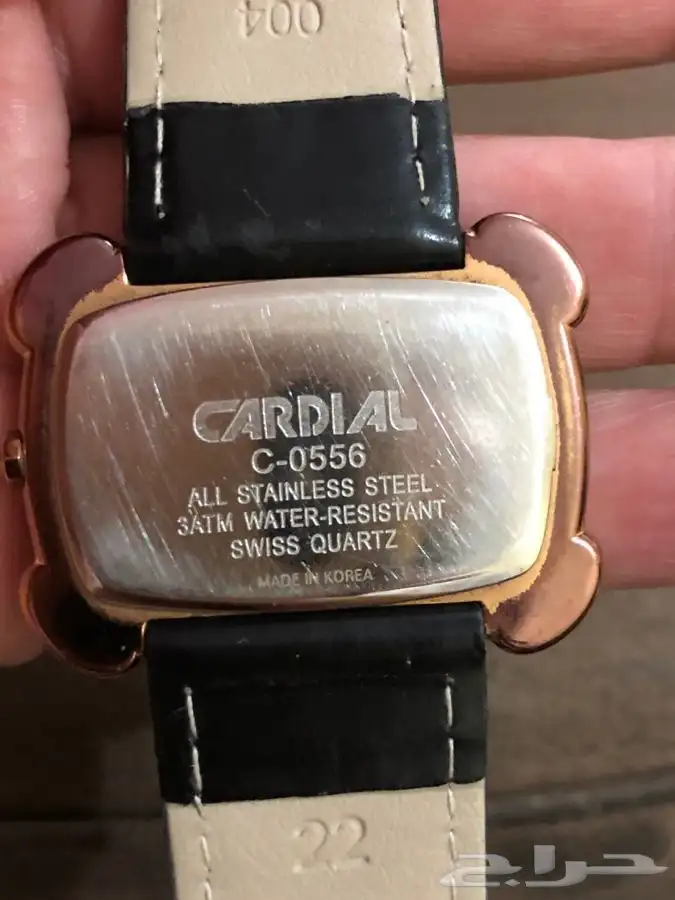 004
CARDIAL
C-0556
ALL STAINLESS STEEL
3ATM WATER-RESISTANT
SWISS QUARTZ
MADE IN KOREA
22
حراج